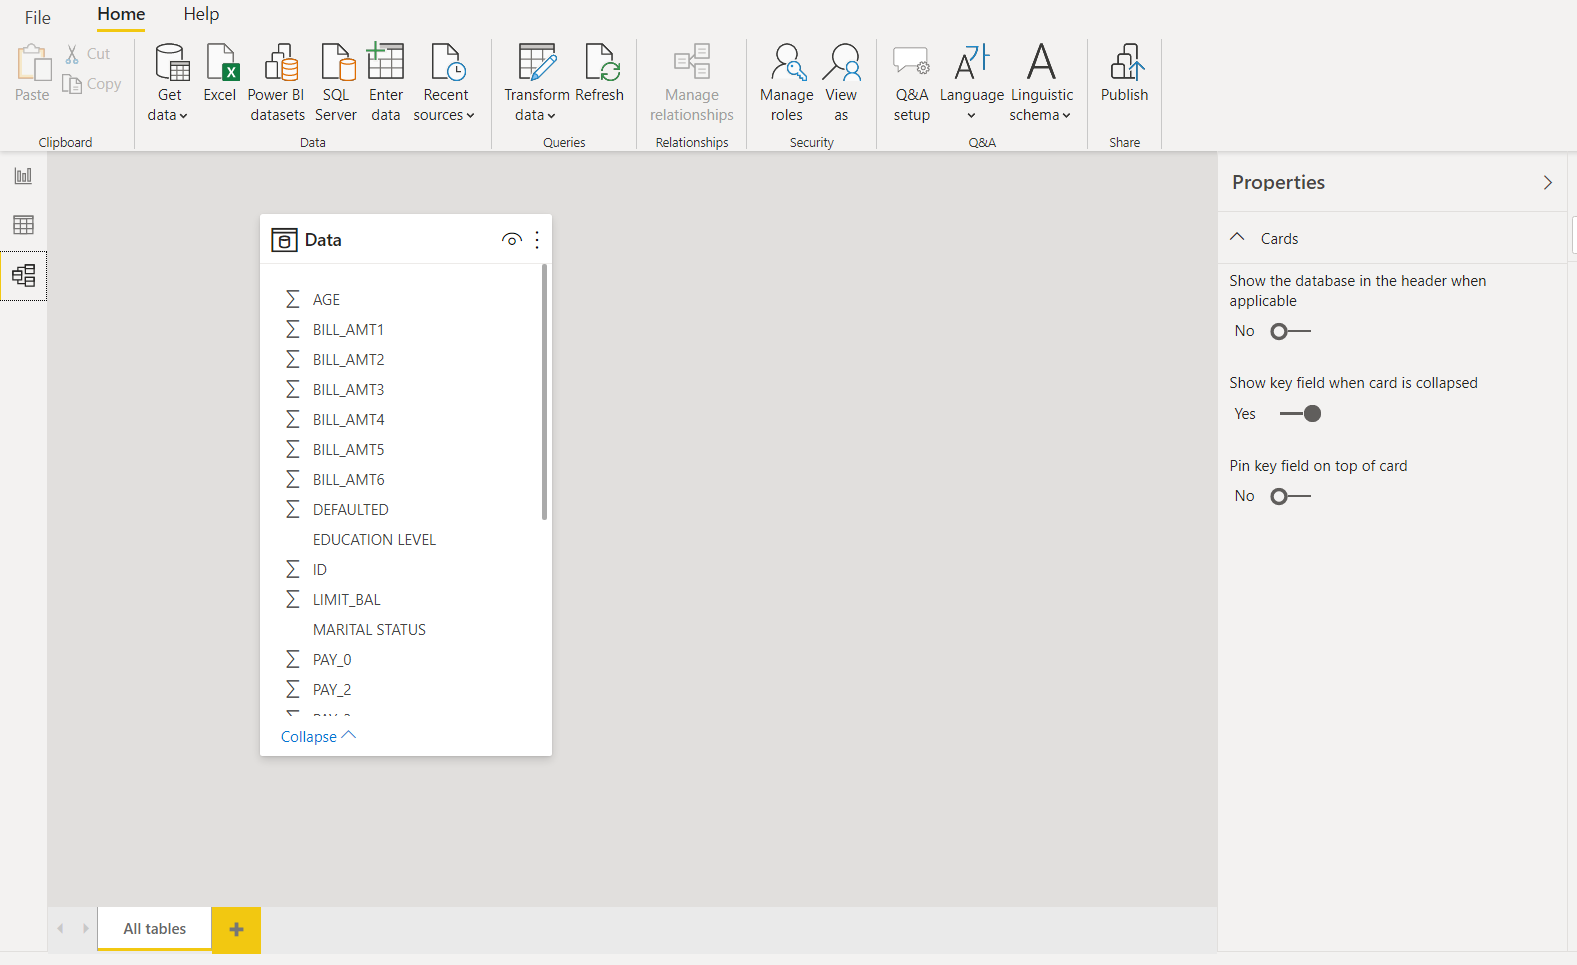 File Home Help
Paste
Cut
Copy
Clipboard
Get data
Excel
Power BI datasets
SQL Server
Enter data
Recent sources
Data
Transform data
Refresh
Queries
Manage relationships
Relationships
Manage roles
View as
Security
Q&A setup
Language
Linguistic schema
Q&A
Publish
Share
Data
AGE
BILL_AMT1
BILL_AMT2
BILL_AMT3
BILL_AMT4
BILL_AMT5
BILL_AMT6
DEFAULTED
EDUCATION LEVEL
ID
LIMIT_BAL
MARITAL STATUS
PAY_0
PAY_2
Collapse
Properties
Cards
Show the database in the header when
applicable
No
Show key field when card is collapsed
Yes
Pin key field on top of card
No
All tables